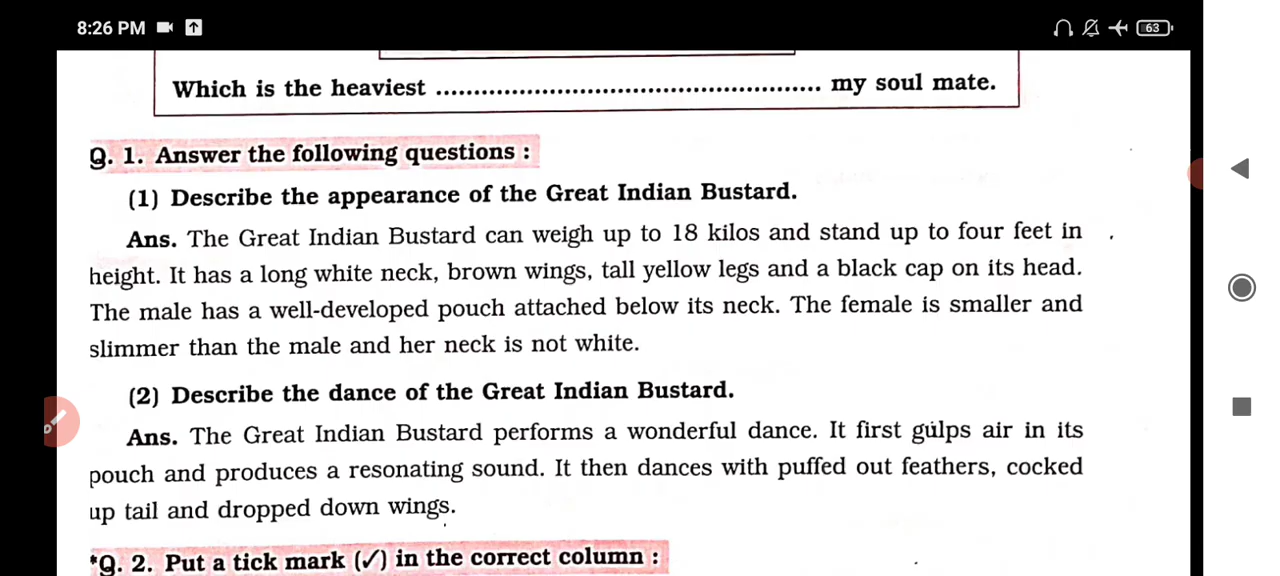 8:26 PM
63
Which is the heaviest .................................................. my soul mate.
Q. 1. Answer the following questions :
(1) Describe the appearance of the Great Indian Bustard.
Ans. The Great Indian Bustard can weigh up to 18 kilos and stand up to four feet in
height. It has a long white neck, brown wings, tall yellow legs and a black cap on its head.
The male has a well-developed pouch attached below its neck. The female is smaller and
slimmer than the male and her neck is not white.
(2) Describe the dance of the Great Indian Bustard.
Ans. The Great Indian Bustard performs a wonderful dance. It first gulps air in its
pouch and produces a resonating sound. It then dances with puffed out feathers, cocked
up tail and dropped down wings.
*Q. 2. Put a tick mark (✓) in the correct column :